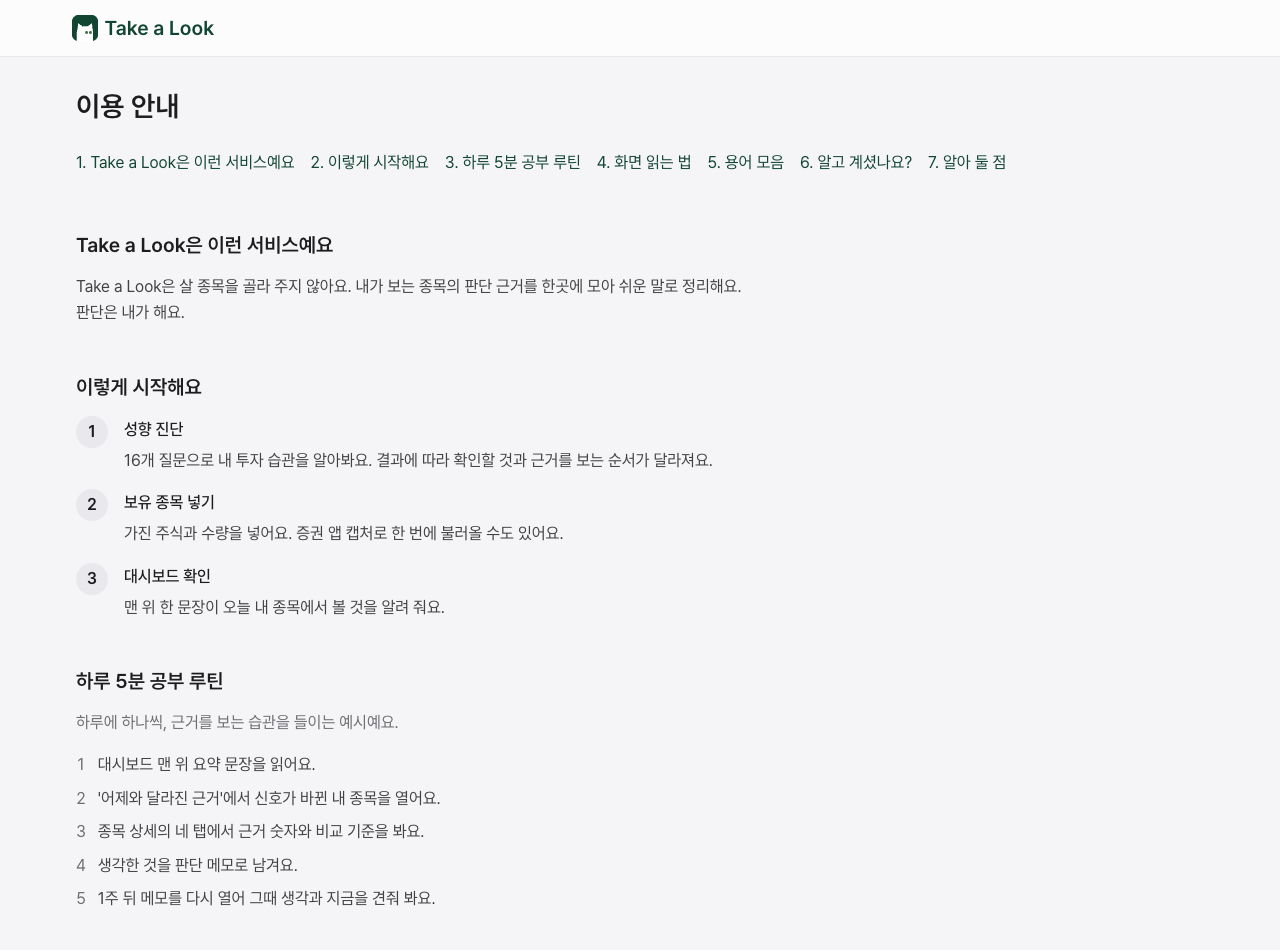 Take a Look
이용 안내
1. Take a Look은 이런 서비스예요 2. 이렇게 시작해요 3. 하루 5분 공부 루틴 4. 화면 읽는 법 5. 용어 모음 6. 알고 계셨나요? 7. 알아 둘 점
Take a Look은 이런 서비스예요
Take a Look은 살 종목을 골라 주지 않아요. 내가 보는 종목의 판단 근거를 한곳에 모아 쉬운 말로 정리해요.
판단은 내가 해요.
이렇게 시작해요
1 성향 진단
16개 질문으로 내 투자 습관을 알아봐요. 결과에 따라 확인할 것과 근거를 보는 순서가 달라져요.
2 보유 종목 넣기
가진 주식과 수량을 넣어요. 증권 앱 캡처로 한 번에 불러올 수도 있어요.
3 대시보드 확인
맨 위 한 문장이 오늘 내 종목에서 볼 것을 알려 줘요.
하루 5분 공부 루틴
하루에 하나씩, 근거를 보는 습관을 들이는 예시예요.
1 대시보드 맨 위 요약 문장을 읽어요.
2 '어제와 달라진 근거'에서 신호가 바뀐 내 종목을 열어요.
3 종목 상세의 네 탭에서 근거 숫자와 비교 기준을 봐요.
4 생각한 것을 판단 메모로 남겨요.
5 1주 뒤 메모를 다시 열어 그때 생각과 지금을 견줘 봐요.